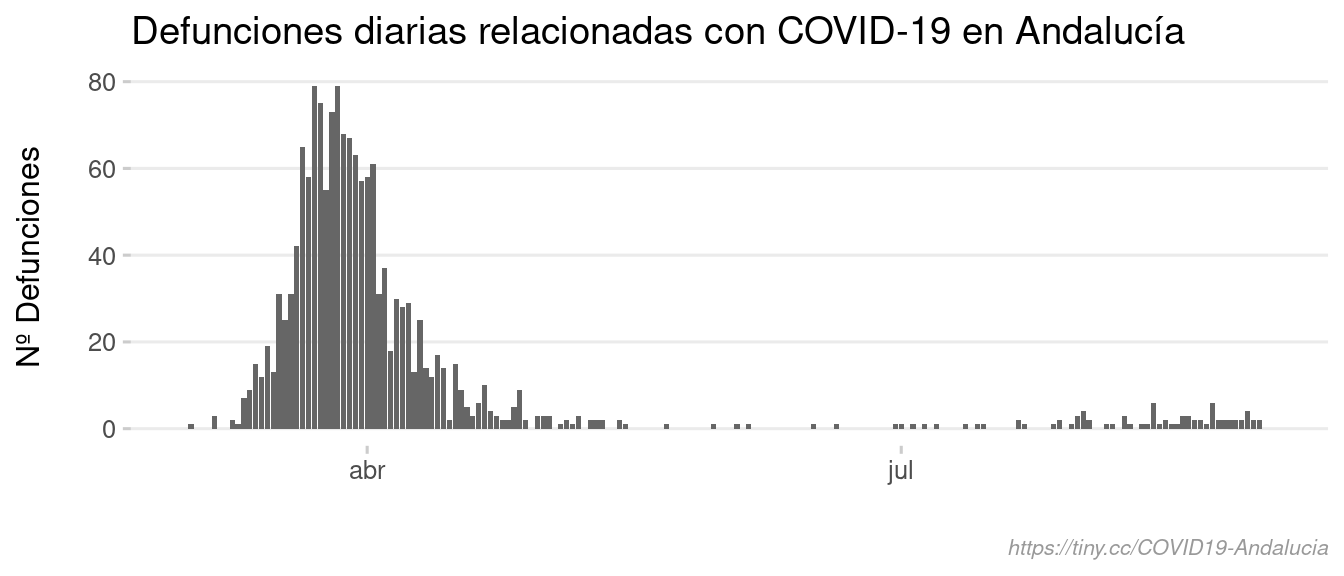 Defunciones diarias relacionadas con COVID-19 en Andalucía
Nº Defunciones
80
60
40
20
0
abr
jul
https://tiny.cc/COVID19-Andalucia